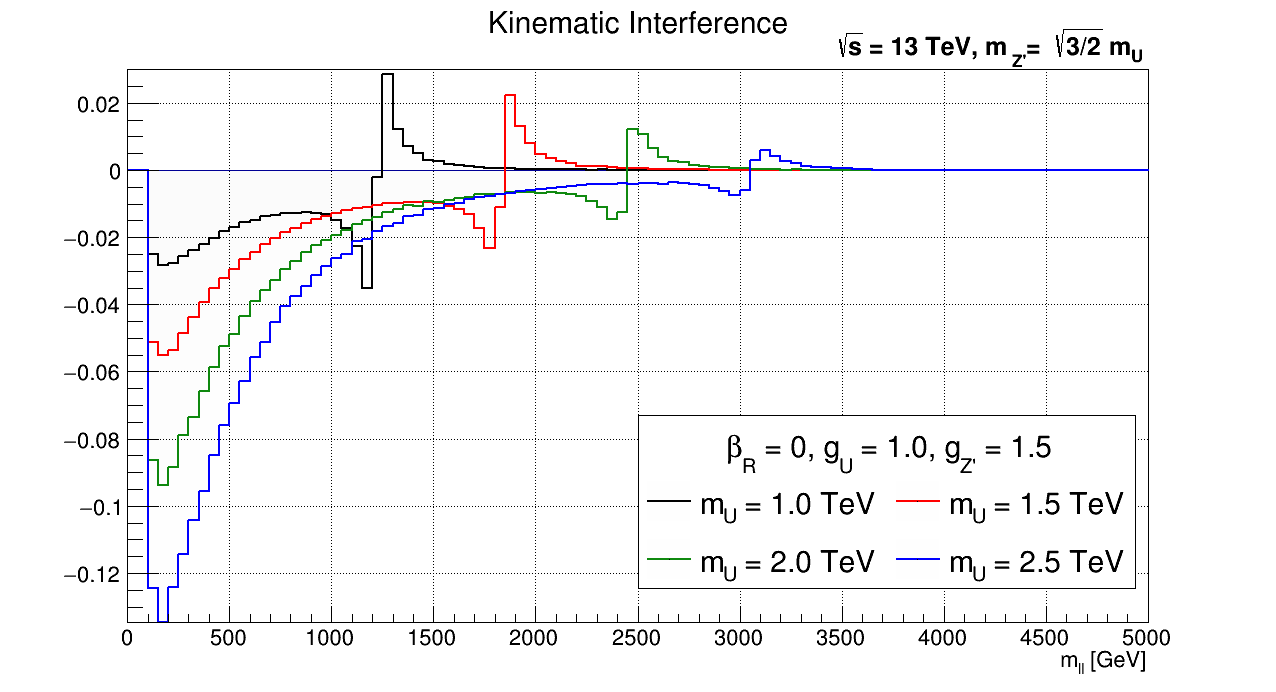 Kinematic Interference
√s = 13 TeV, m_Z'= √3/2 m_U
0.02
0
−0.02
−0.04
−0.06
−0.08
−0.1
−0.12
β_R = 0, g_U = 1.0, g_Z' = 1.5
m_U = 1.0 TeV m_U = 1.5 TeV
m_U = 2.0 TeV m_U = 2.5 TeV
0 500 1000 1500 2000 2500 3000 3500 4000 4500 5000
m_ll [GeV]